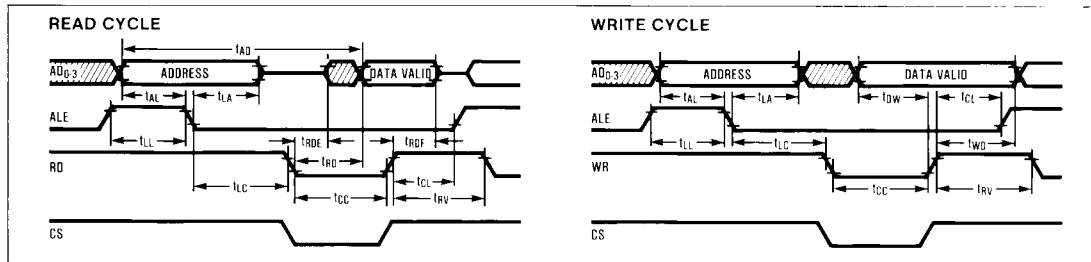 READ CYCLE
tAD
AD0-3 ADDRESS DATA VALID
tAL tLA
ALE
tLL tRDE tRDF
tRD
RD
tLC tCL
tCC tRV
CS
WRITE CYCLE
AD0-3 ADDRESS DATA VALID
tAL tLA tDW tCL
ALE
tLL tLC tWD
WR
tCC tRV
CS